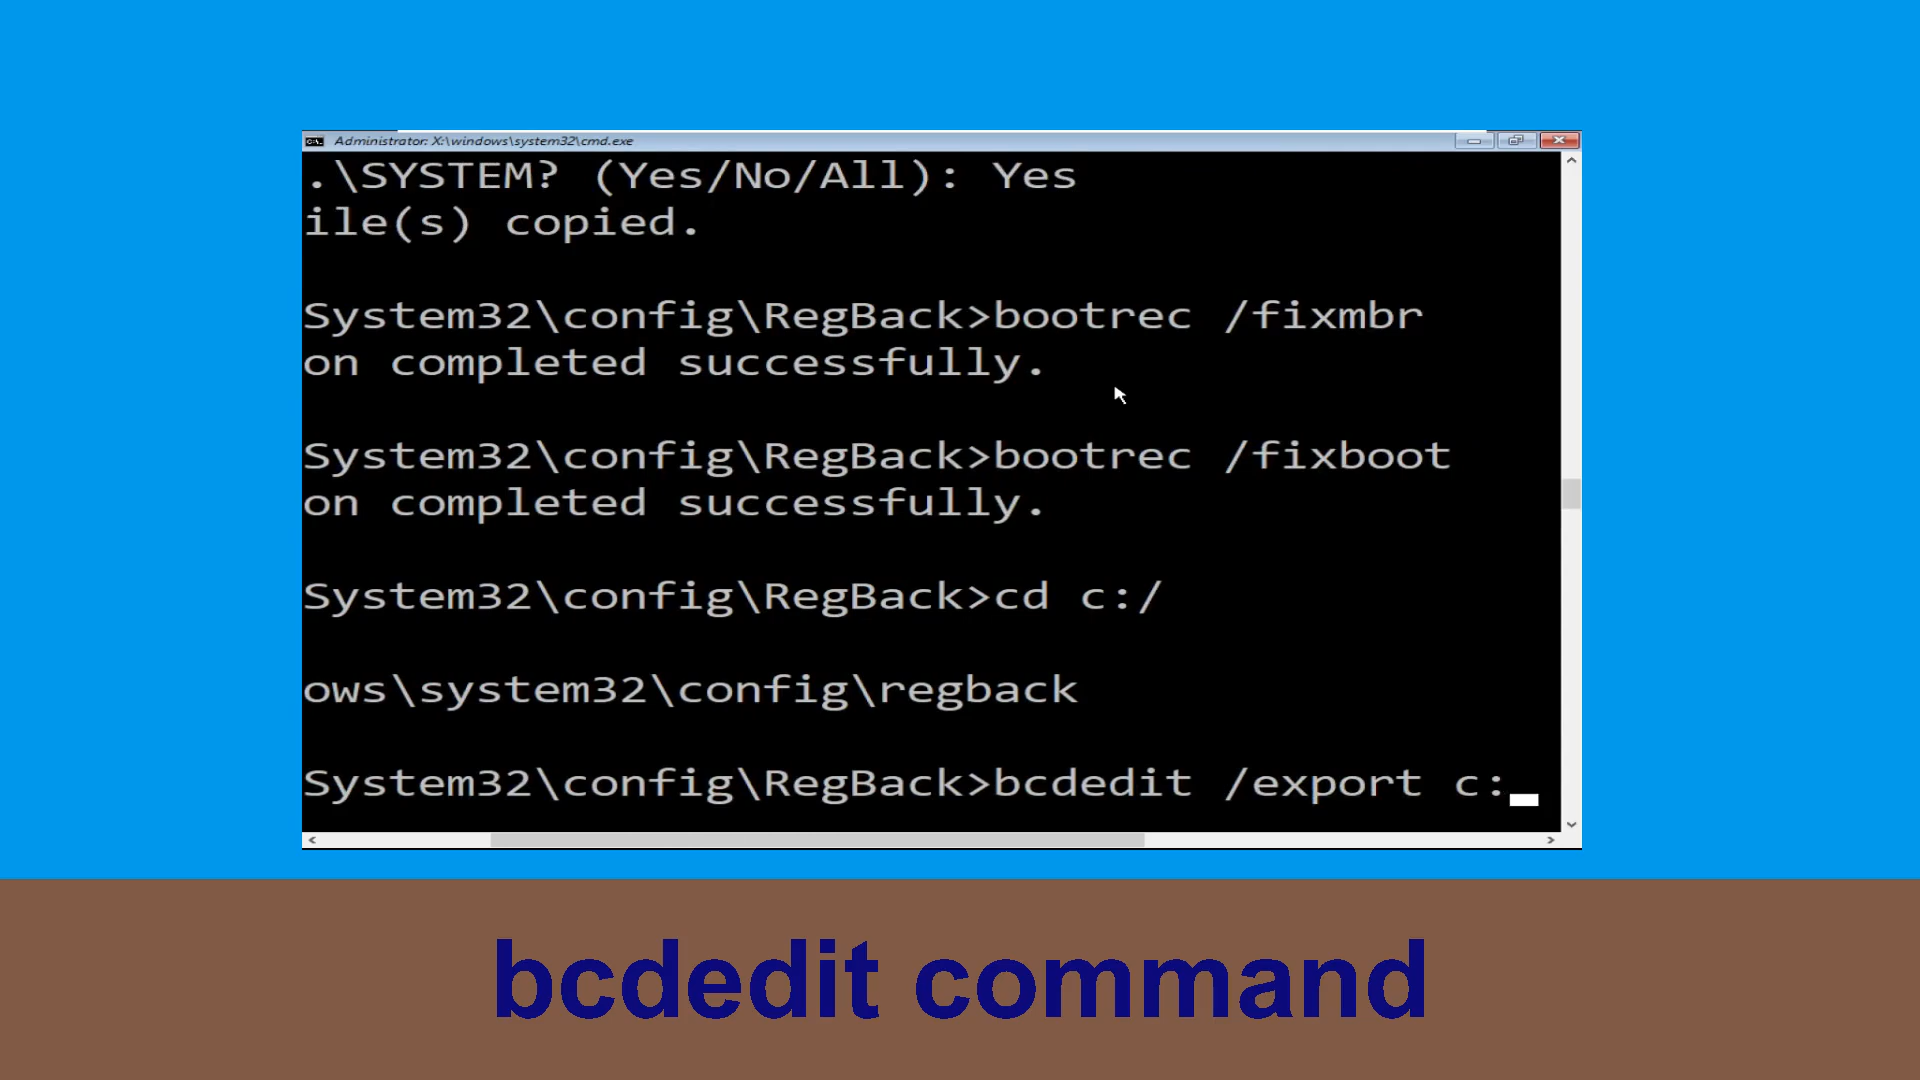 Administrator: X:\windows\system32\cmd.exe
.\SYSTEM? (Yes/No/All): Yes
ile(s) copied.
System32\config\RegBack>bootrec /fixmbr
on completed successfully.
System32\config\RegBack>bootrec /fixboot
on completed successfully.
System32\config\RegBack>cd c:/
ows\system32\config\regback
System32\config\RegBack>bcdedit /export c:
bcdedit command